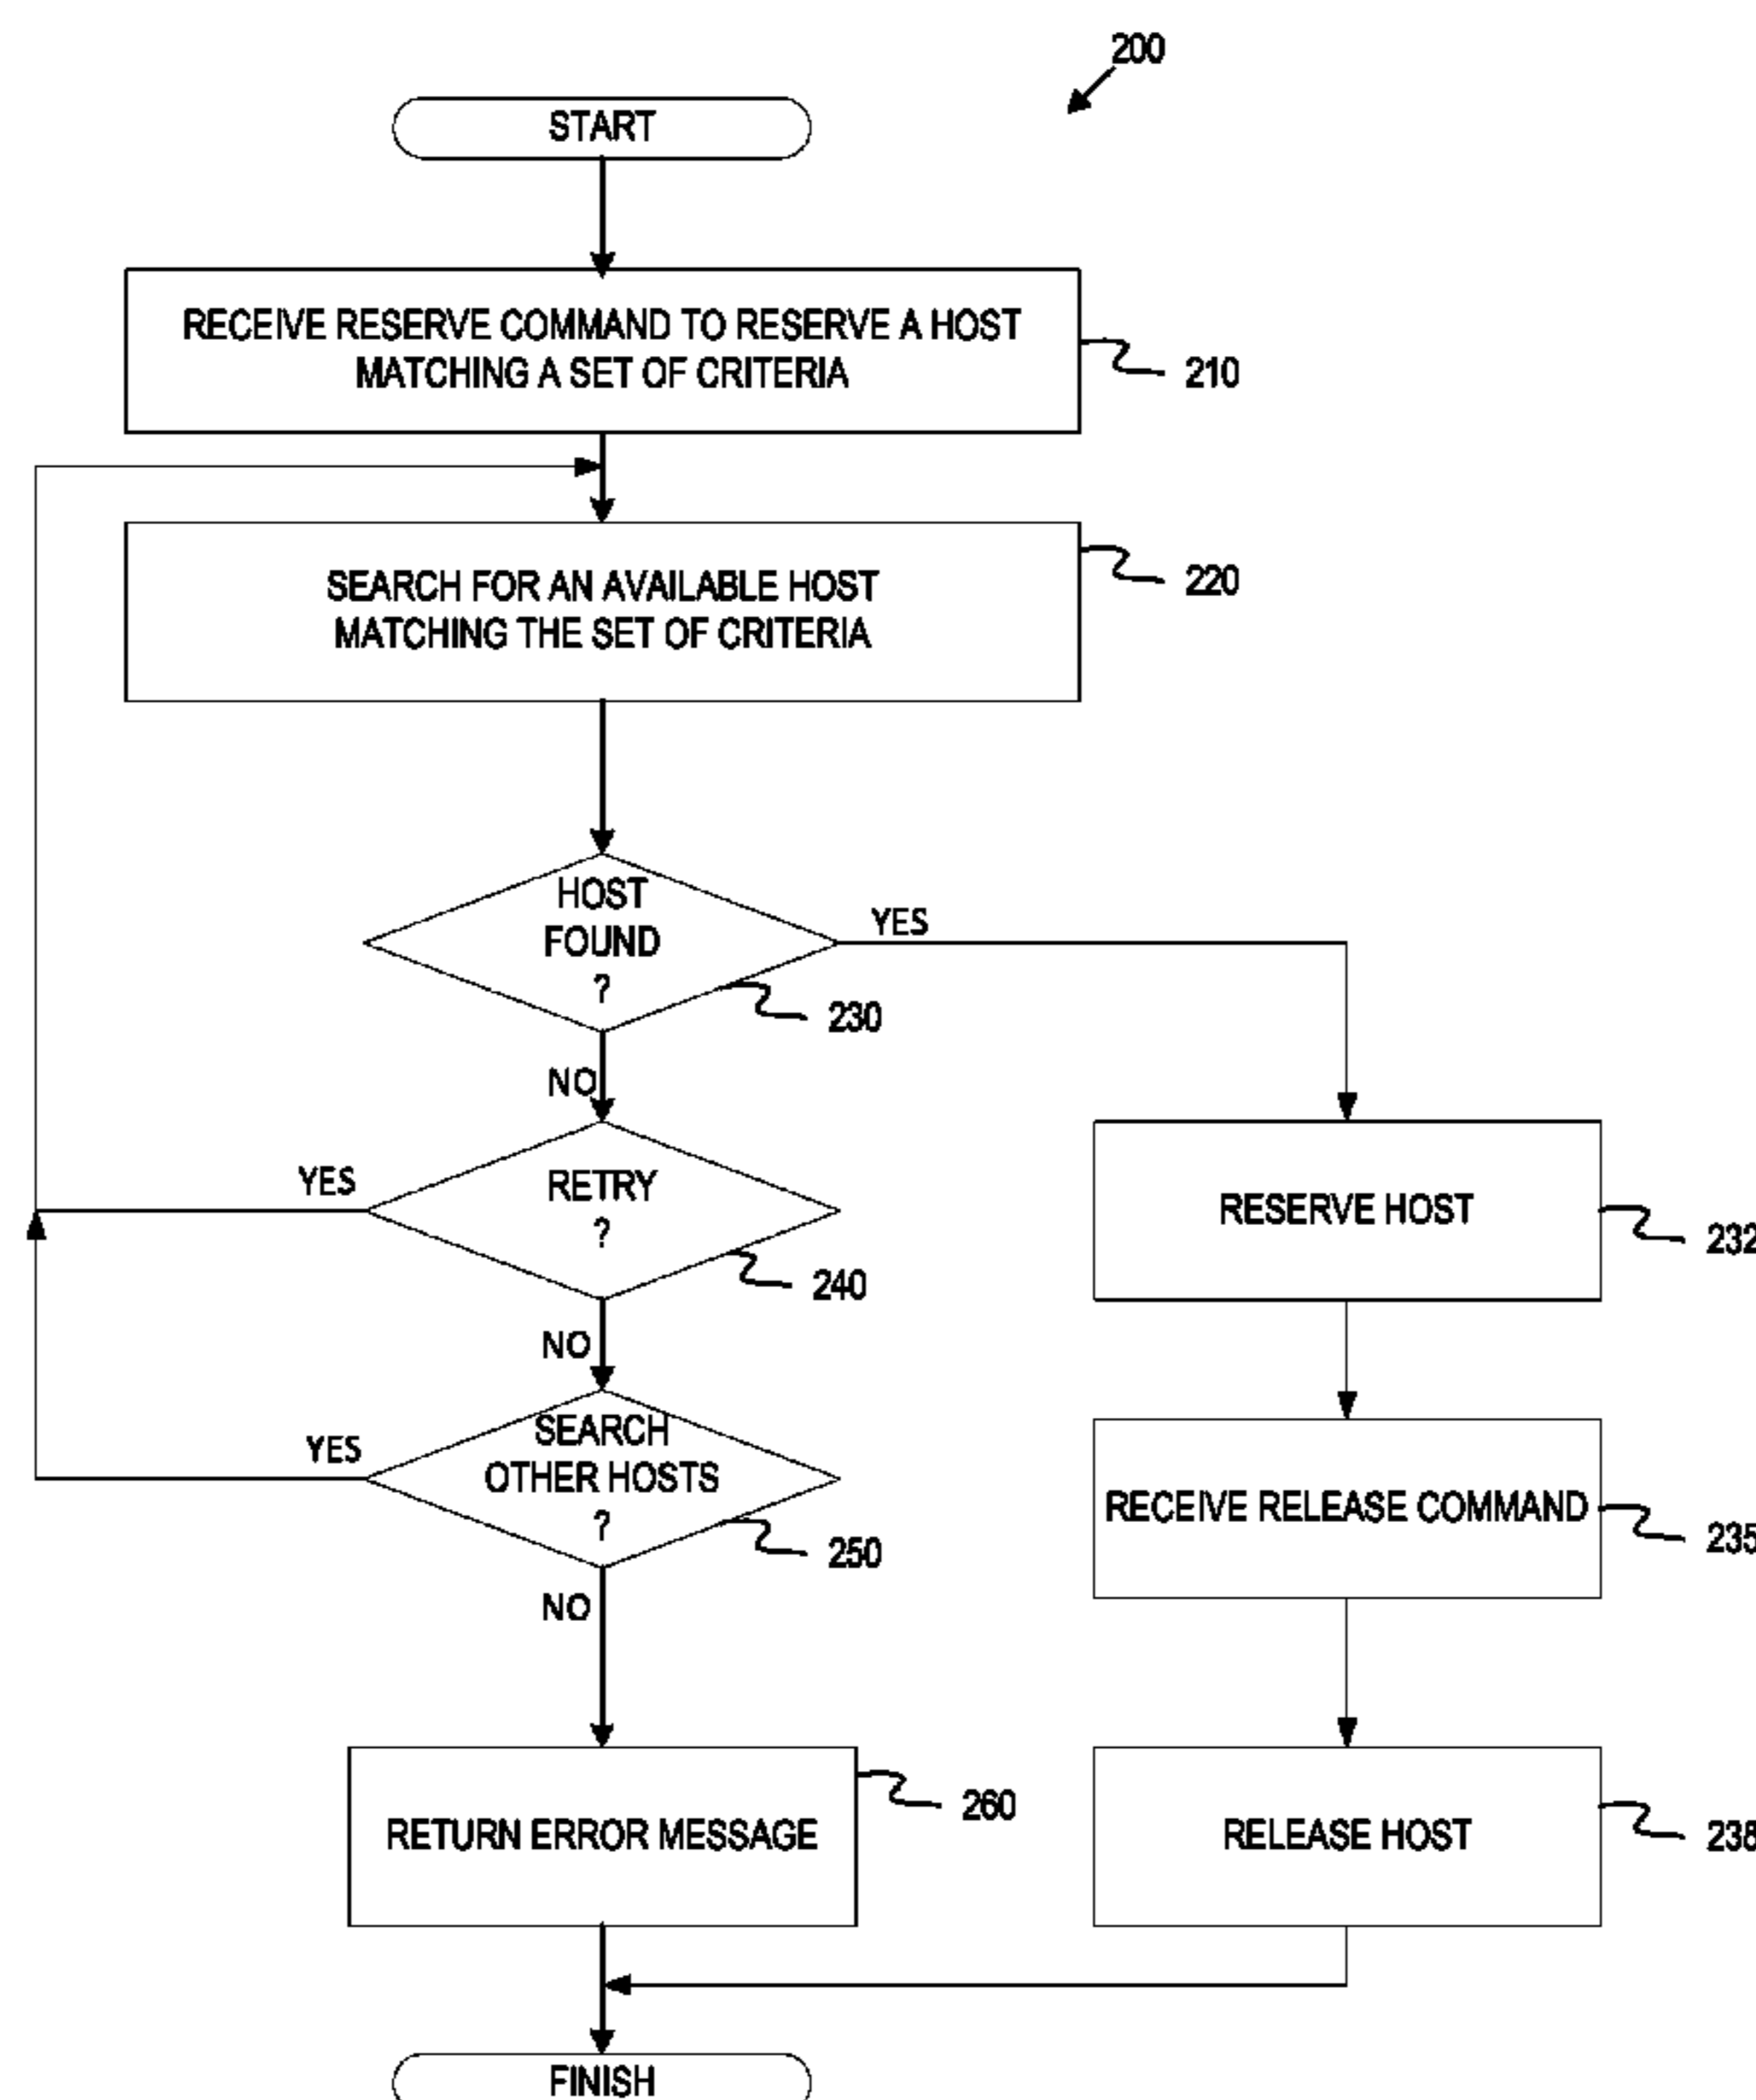 200
START
RECEIVE RESERVE COMMAND TO RESERVE A HOST
MATCHING A SET OF CRITERIA
210
SEARCH FOR AN AVAILABLE HOST
MATCHING THE SET OF CRITERIA
220
HOST
FOUND
?
YES
230
NO
RETRY
?
YES
240
RESERVE HOST
232
NO
SEARCH
OTHER HOSTS
?
YES
250
RECEIVE RELEASE COMMAND
235
NO
RETURN ERROR MESSAGE
260
RELEASE HOST
238
FINISH